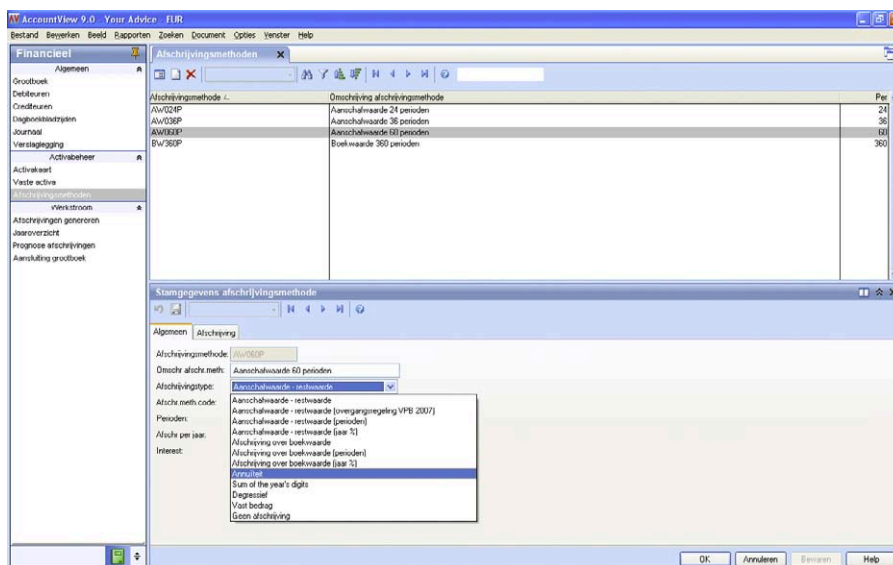 AccountView 9.0 - Your Advice - EUR
Bestand Bewerken Beeld Rapporten Zoeken Document Opties Venster Help
Financieel
Algemeen
Grootboek
Debiteuren
Crediteuren
Dagboekbladzijden
Journaal
Verslaglegging
Activabeheer
Activakaart
Vaste activa
Afschrijvingsmethoden
Werkstroom
Afschrijvingen genereren
Jaaroverzicht
Prognose afschrijvingen
Aansluiting grootboek
Afschrijvingsmethoden
Afschrijvingsmethode Omschrijving afschrijvingsmethode Per
AW024P Aanschafwaarde 24 perioden 24
AW036P Aanschafwaarde 36 perioden 36
AW060P Aanschafwaarde 60 perioden 60
BW360P Boekwaarde 360 perioden 360
Stamgegevens afschrijvingsmethode
Algemeen Afschrijving
Afschrijvingsmethode: AW060P
Omschr afschr.meth: Aanschafwaarde 60 perioden
Afschrijvingstype: Aanschafwaarde - restwaarde
Afschr.meth.code:
Perioden:
Afschr per jaar:
Interest:
Aanschafwaarde - restwaarde
Aanschafwaarde - restwaarde (overgangsregeling VPB 2007)
Aanschafwaarde - restwaarde (perioden)
Aanschafwaarde - restwaarde (jaar %)
Afschrijving over boekwaarde
Afschrijving over boekwaarde (perioden)
Afschrijving over boekwaarde (jaar %)
Annuïteit
Sum of the year's digits
Degressief
Vast bedrag
Geen afschrijving
OK Annuleren Bewaren Help